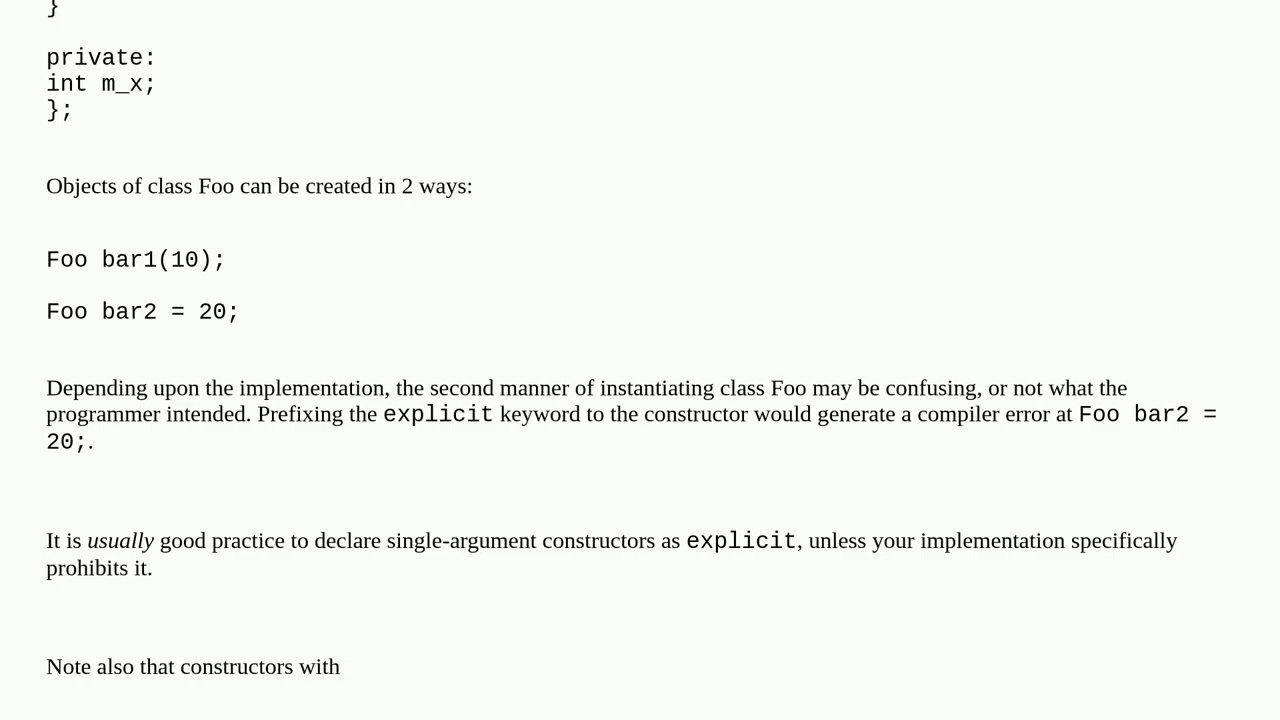 }
private:
int m_x;
};
Objects of class Foo can be created in 2 ways:
Foo bar1(10);
Foo bar2 = 20;
Depending upon the implementation, the second manner of instantiating class Foo may be confusing, or not what the
programmer intended. Prefixing the explicit keyword to the constructor would generate a compiler error at Foo bar2 =
20;.
It is usually good practice to declare single-argument constructors as explicit, unless your implementation specifically
prohibits it.
Note also that constructors with